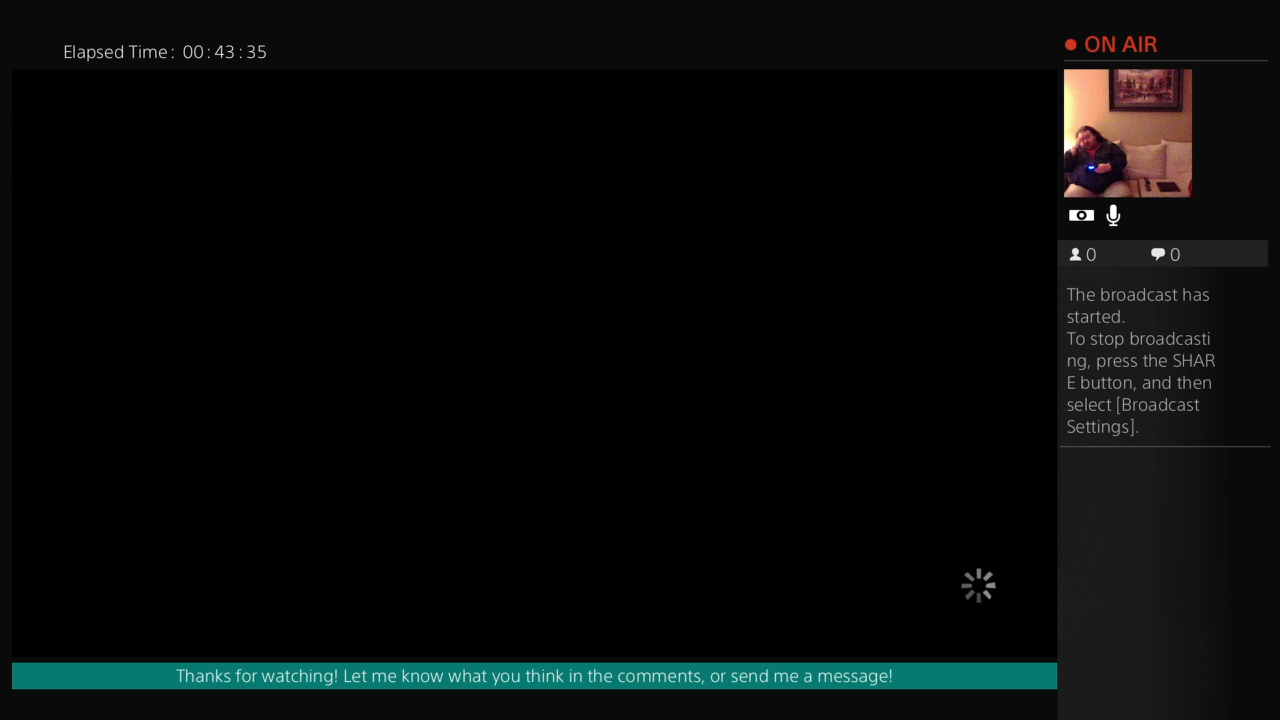 Elapsed Time: 00:43:35
ON AIR
0 0
The broadcast has
started.
To stop broadcasti
ng, press the SHAR
E button, and then
select [Broadcast
Settings].
Thanks for watching! Let me know what you think in the comments, or send me a message!